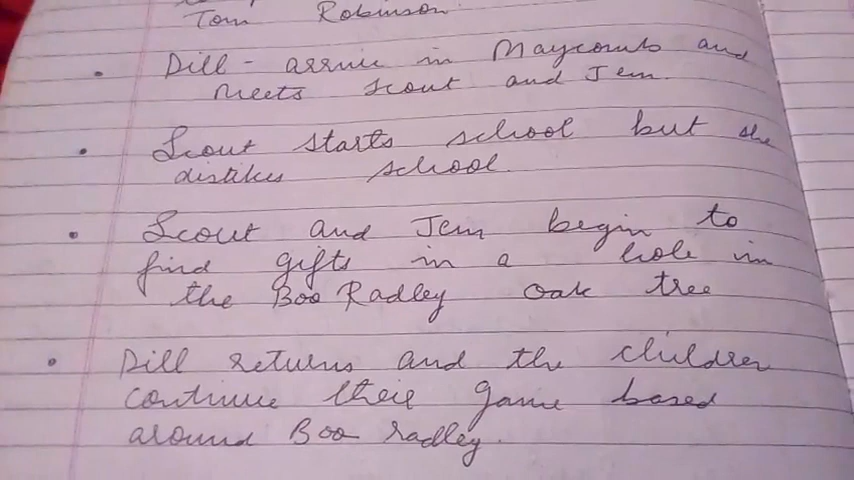 Tom Robinson.
• Dill - arrive in Maycomb and
meets Scout and Jem.
• Scout starts school but she
dislikes school.
• Scout and Jem begin to
find gifts in a hole in
the Boo Radley oak tree
• Dill returns and the children
continue their game based
around Boo radley.